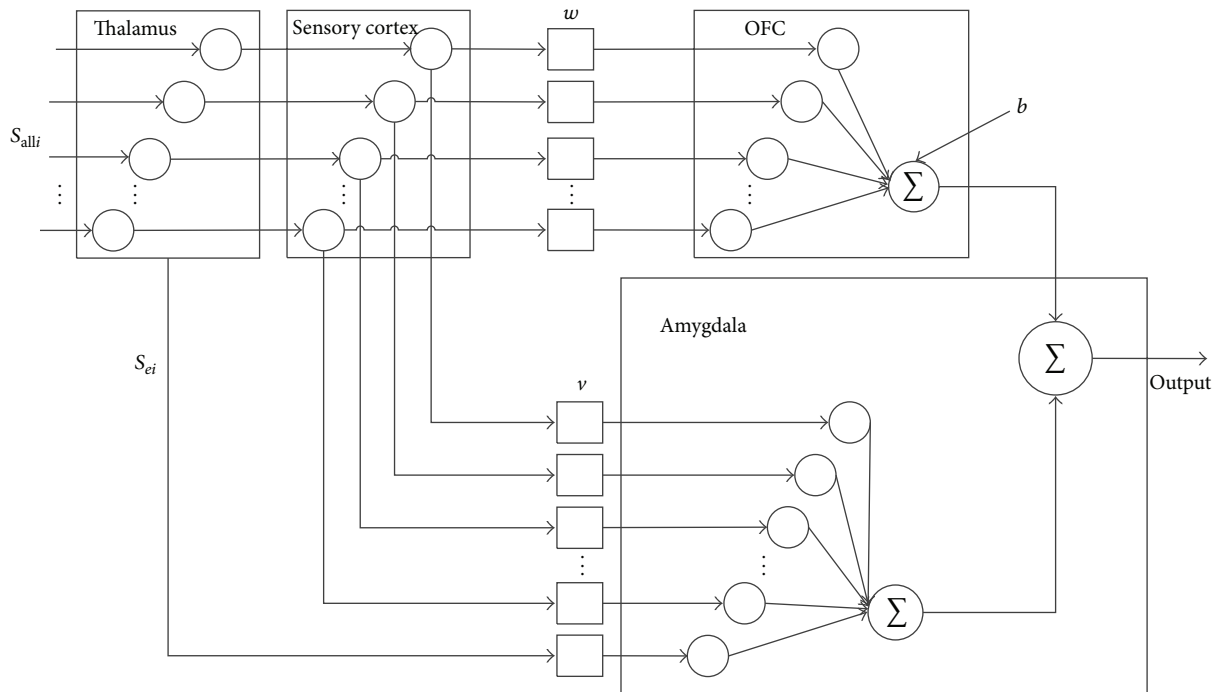 Thalamus
Sensory cortex
w
OFC
b
S_alli
⋮ ⋮ ⋮ ⋮ ⋮
∑
Amygdala
S_ei
∑
Output
v
⋮ ⋮
∑